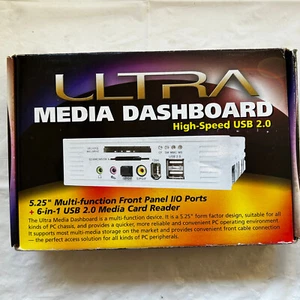 ULTRA
MEDIA DASHBOARD
High-Speed USB 2.0
5.25" Multi-function Front Panel I/O Ports
+ 6-in-1 USB 2.0 Media Card Reader
The Ultra Media Dashboard is a multi-function device. It is a 5.25" form factor design, suitable for all
kinds of PC chasis, and provides a quicker, more reliable and convenient PC operating environment
It supports most multi-media storage on the market and provides convenient front cable connection
— the perfect access solution for all kinds of PC peripherals.